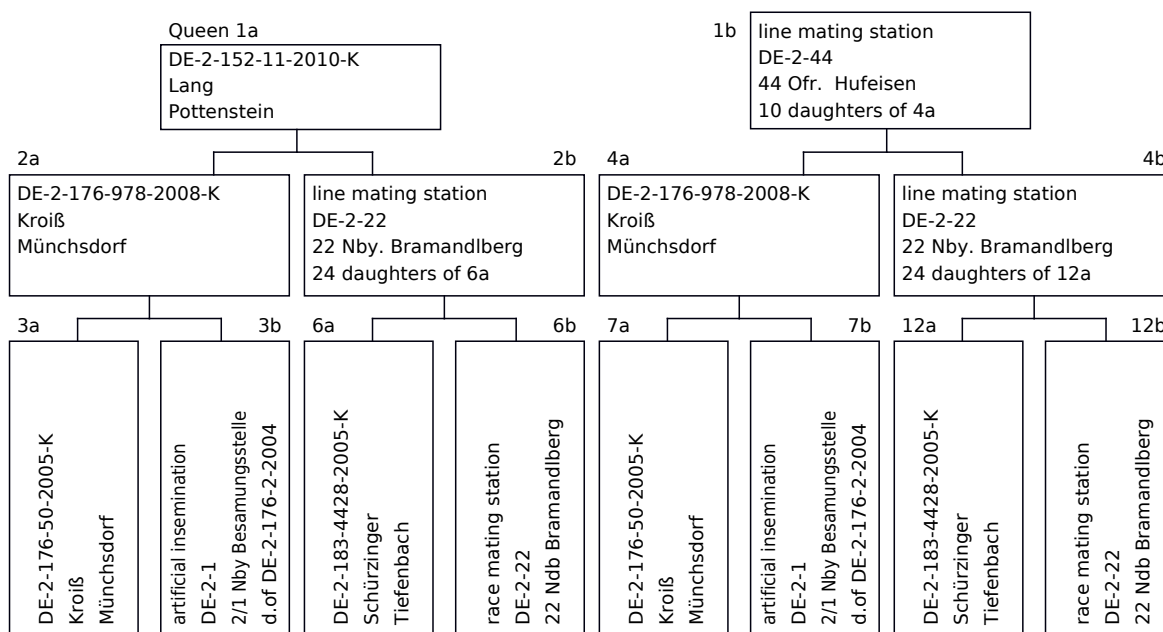 Queen 1a
DE-2-152-11-2010-K
Lang
Pottenstein
1b
line mating station
DE-2-44
44 Ofr.  Hufeisen
10 daughters of 4a
2a
DE-2-176-978-2008-K
Kroiß
Münchsdorf
2b
line mating station
DE-2-22
22 Nby. Bramandlberg
24 daughters of 6a
4a
DE-2-176-978-2008-K
Kroiß
Münchsdorf
4b
line mating station
DE-2-22
22 Nby. Bramandlberg
24 daughters of 12a
3a
DE-2-176-50-2005-K
Kroiß
Münchsdorf
3b
artificial insemination
DE-2-1
2/1 Nby Besamungsstelle
d.of DE-2-176-2-2004
6a
DE-2-183-4428-2005-K
Schürzinger
Tiefenbach
6b
race mating station
DE-2-22
22 Ndb Bramandlberg
7a
DE-2-176-50-2005-K
Kroiß
Münchsdorf
7b
artificial insemination
DE-2-1
2/1 Nby Besamungsstelle
d.of DE-2-176-2-2004
12a
DE-2-183-4428-2005-K
Schürzinger
Tiefenbach
12b
race mating station
DE-2-22
22 Ndb Bramandlberg